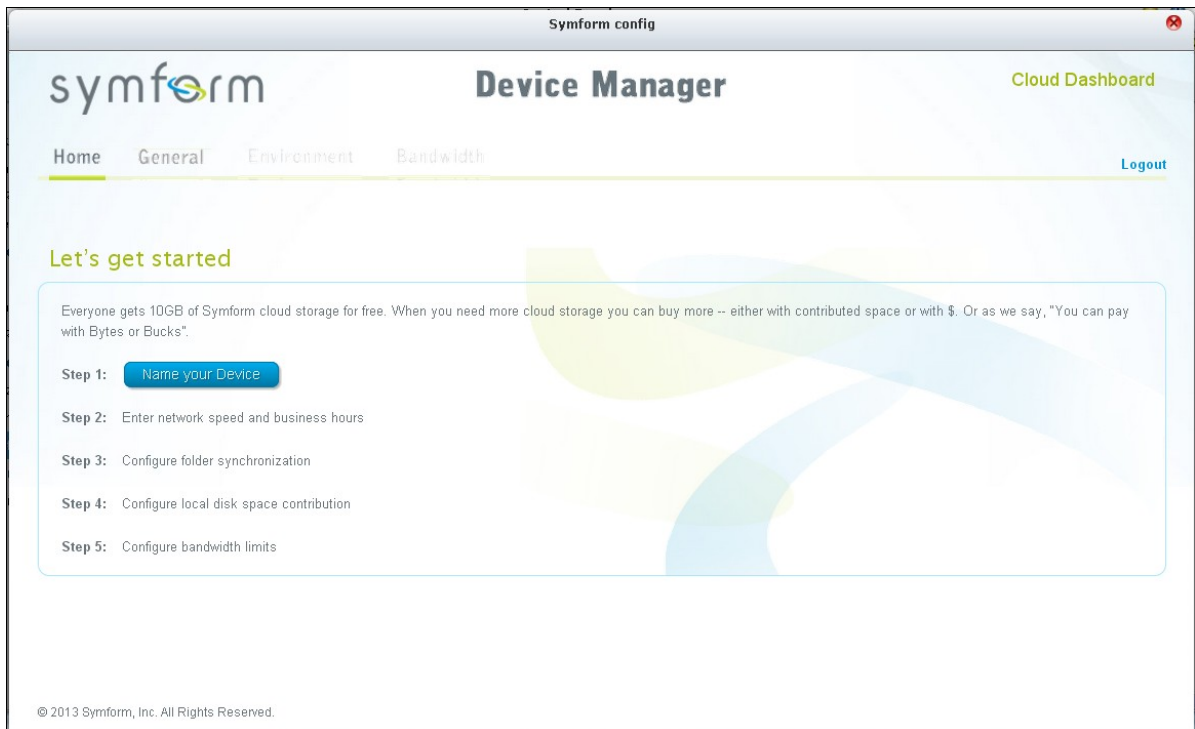 Symform config
symform
Device Manager
Cloud Dashboard
Home General Environment Bandwidth
Logout
Let's get started
Everyone gets 10GB of Symform cloud storage for free. When you need more cloud storage you can buy more -- either with contributed space or with $. Or as we say, "You can pay
with Bytes or Bucks".
Step 1: Name your Device
Step 2: Enter network speed and business hours
Step 3: Configure folder synchronization
Step 4: Configure local disk space contribution
Step 5: Configure bandwidth limits
© 2013 Symform, Inc. All Rights Reserved.